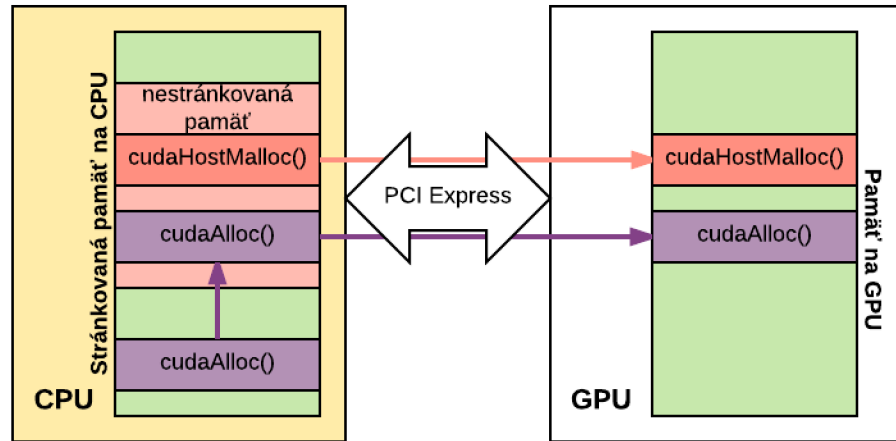 Stránkovaná pamäť na CPU
nestránkovaná
pamäť
cudaHostMalloc()
cudaAlloc()
cudaAlloc()
CPU
PCI Express
cudaHostMalloc()
cudaAlloc()
Pamäť na GPU
GPU